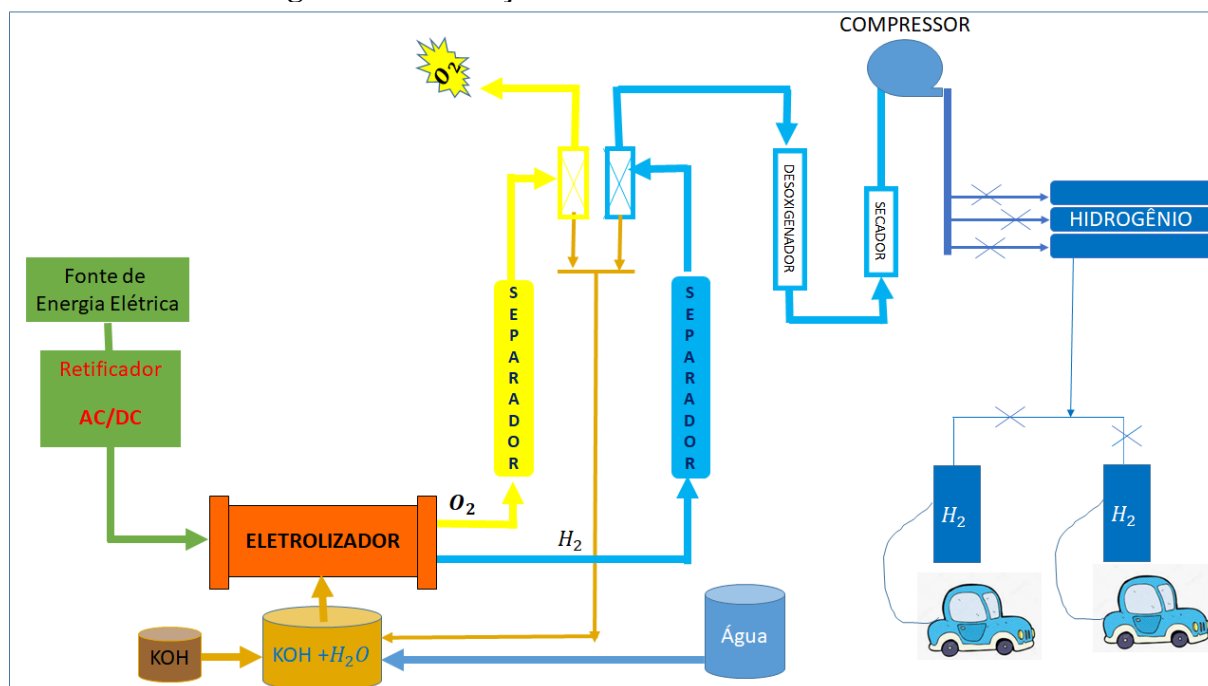 COMPRESSOR
O₂
DESOXIGENADOR
SECADOR
HIDROGÊNIO
Fonte de
Energia Elétrica
Retificador
AC/DC
SEPARADOR
SEPARADOR
O₂
ELETROLIZADOR
H₂
H₂
H₂
KOH
KOH +H₂O
Água